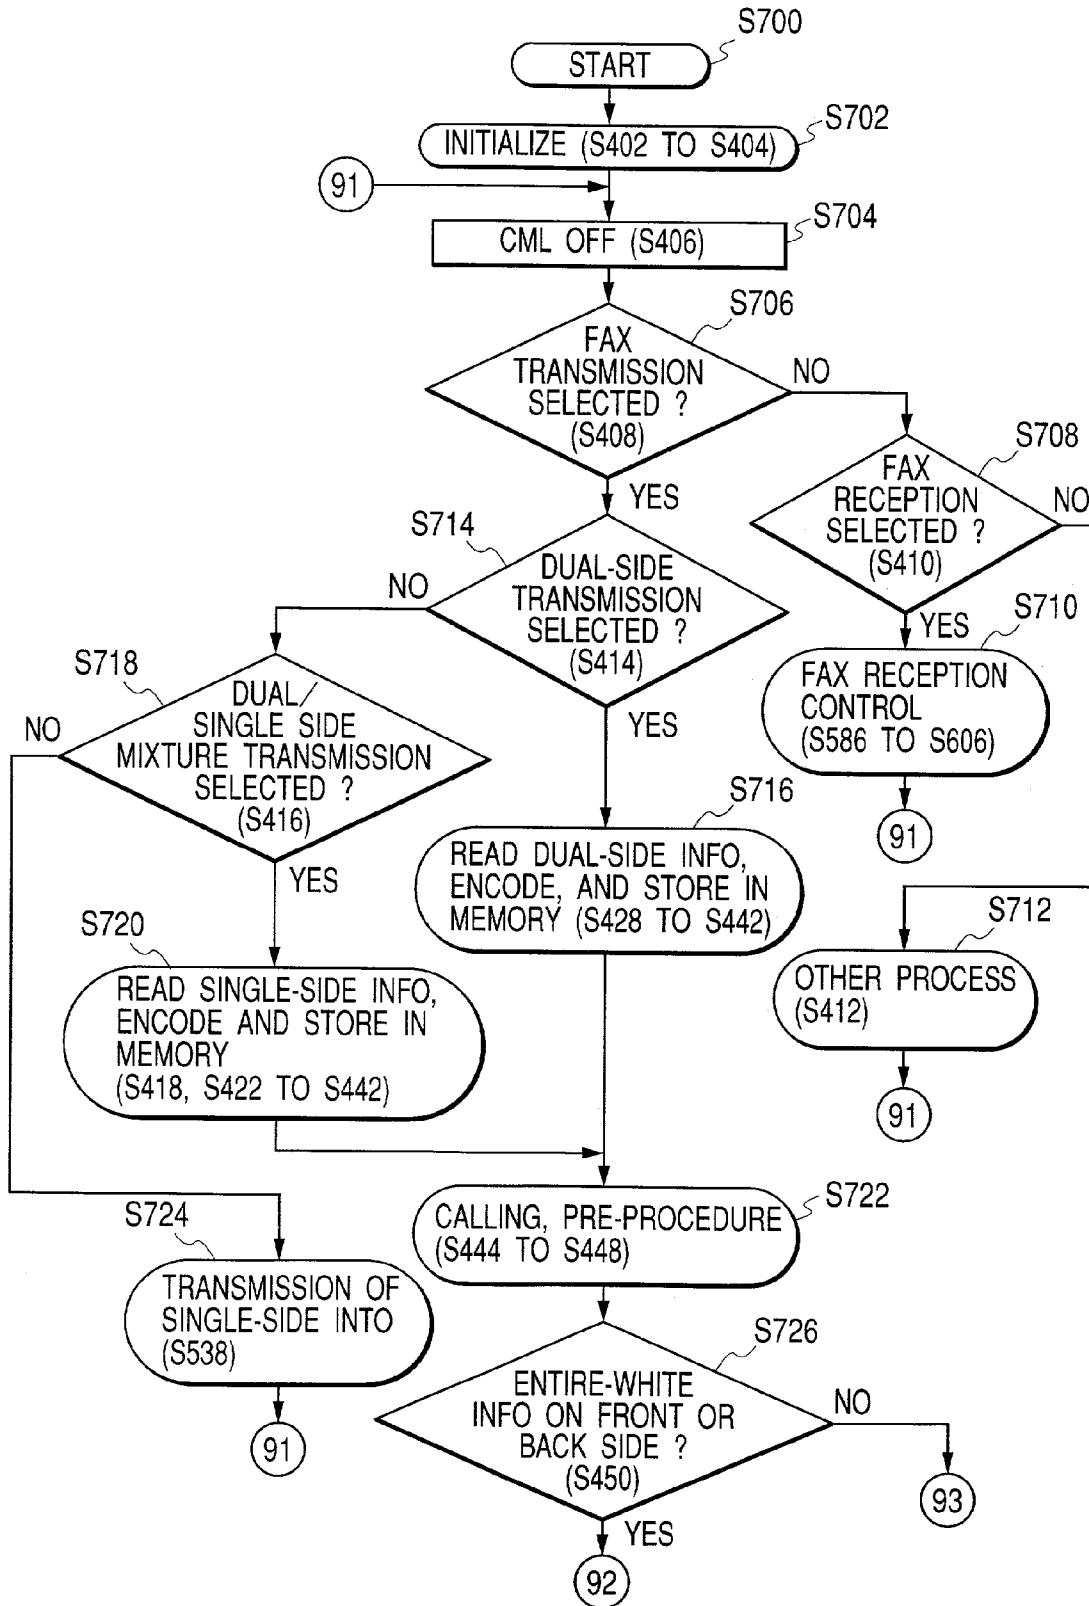 S700
START
S702
INITIALIZE (S402 TO S404)
91
S704
CML OFF (S406)
S706
FAX
TRANSMISSION
SELECTED ?
(S408)
NO
YES
S708
FAX
RECEPTION
SELECTED ?
(S410)
NO
YES
S714
DUAL-SIDE
TRANSMISSION
SELECTED ?
(S414)
NO
YES
S710
FAX RECEPTION
CONTROL
(S586 TO S606)
91
S718
DUAL/
SINGLE SIDE
MIXTURE TRANSMISSION
SELECTED ?
(S416)
NO
YES
S716
READ DUAL-SIDE INFO,
ENCODE, AND STORE IN
MEMORY (S428 TO S442)
S712
OTHER PROCESS
(S412)
91
S720
READ SINGLE-SIDE INFO,
ENCODE AND STORE IN
MEMORY
(S418, S422 TO S442)
S722
CALLING, PRE-PROCEDURE
(S444 TO S448)
S724
TRANSMISSION OF
SINGLE-SIDE INTO
(S538)
91
S726
ENTIRE-WHITE
INFO ON FRONT OR
BACK SIDE ?
(S450)
NO
93
YES
92